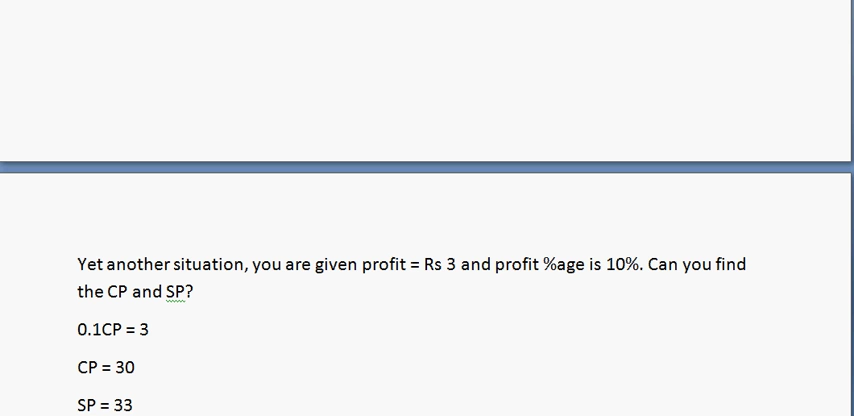 Yet another situation, you are given profit = Rs 3 and profit %age is 10%. Can you find
the CP and SP?
0.1CP = 3
CP = 30
SP = 33